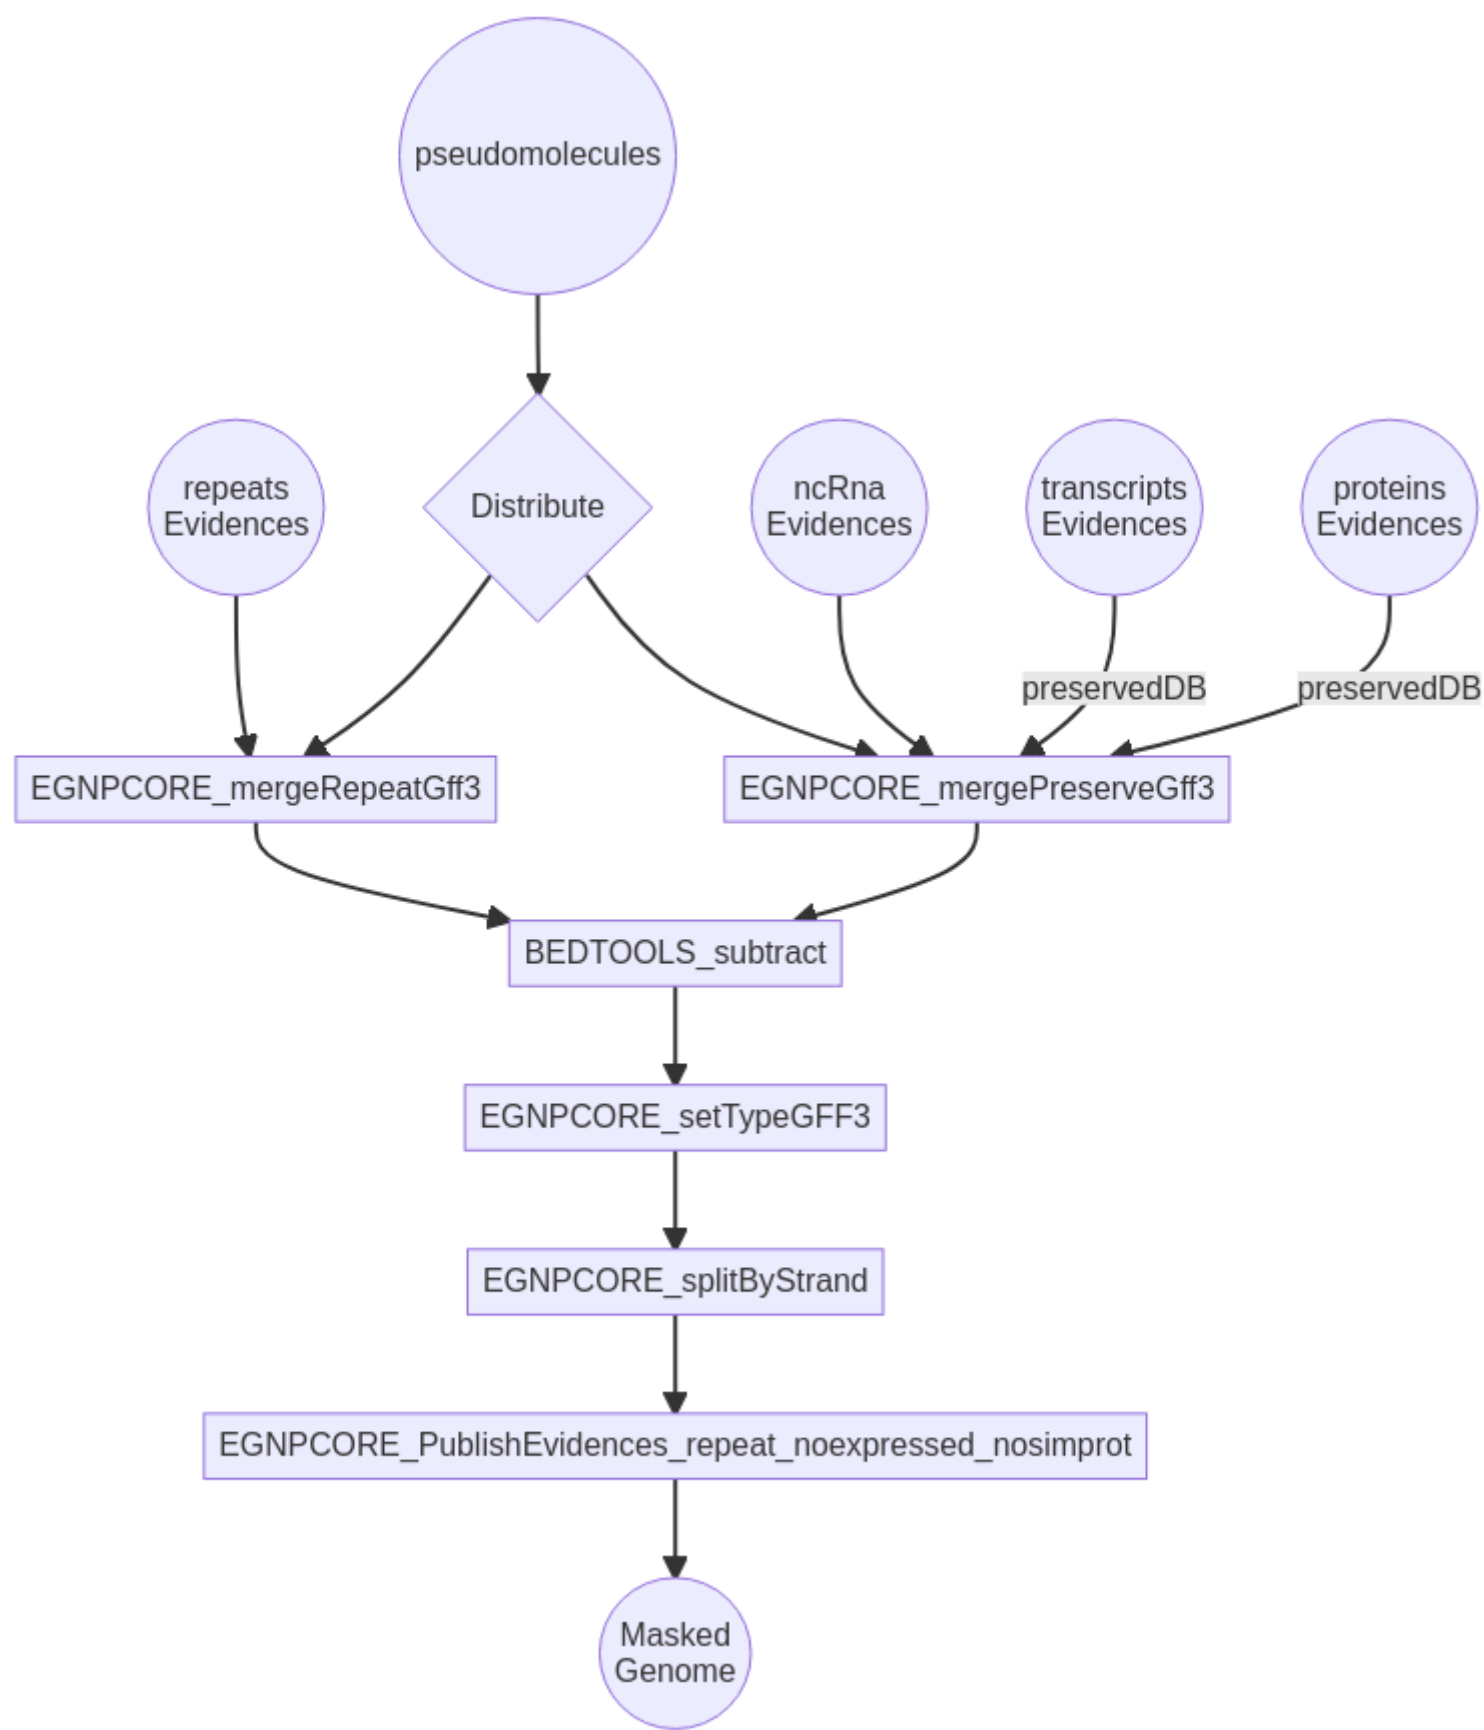 pseudomolecules
repeats
Evidences
Distribute
ncRna
Evidences
transcripts
Evidences
proteins
Evidences
preservedDB
preservedDB
EGNPCORE_mergeRepeatGff3
EGNPCORE_mergePreserveGff3
BEDTOOLS_subtract
EGNPCORE_setTypeGFF3
EGNPCORE_splitByStrand
EGNPCORE_PublishEvidences_repeat_noexpressed_nosimprot
Masked
Genome